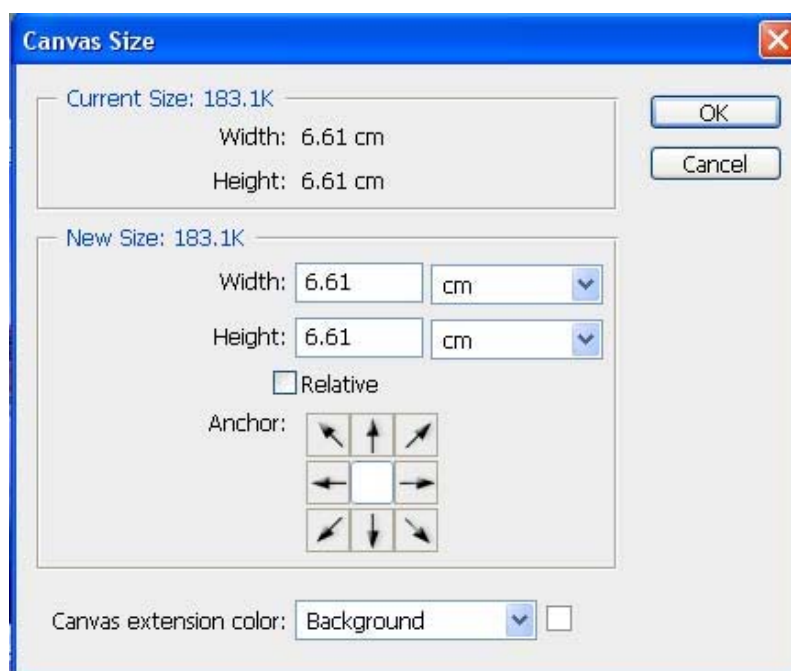 Canvas Size
Current Size: 183.1K
OK
Width: 6.61 cm
Cancel
Height: 6.61 cm
New Size: 183.1K
Width: 6.61 cm
Height: 6.61 cm
Relative
Anchor:
Canvas extension color: Background